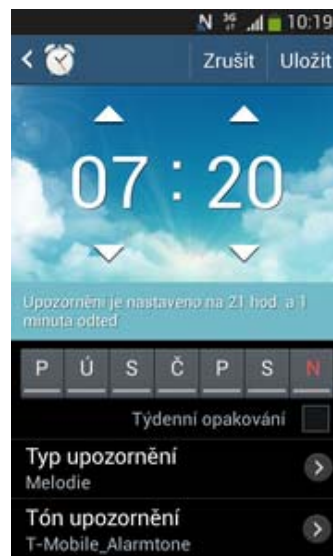 N 3G 10:19
Zrušit Uložit
07 : 20
Upozornění je nastaveno na 21 hod. a 1
minuta odteď
P Ú S Č P S N
Týdenní opakování
Typ upozornění
Melodie
Tón upozornění
T-Mobile_Alarmtone